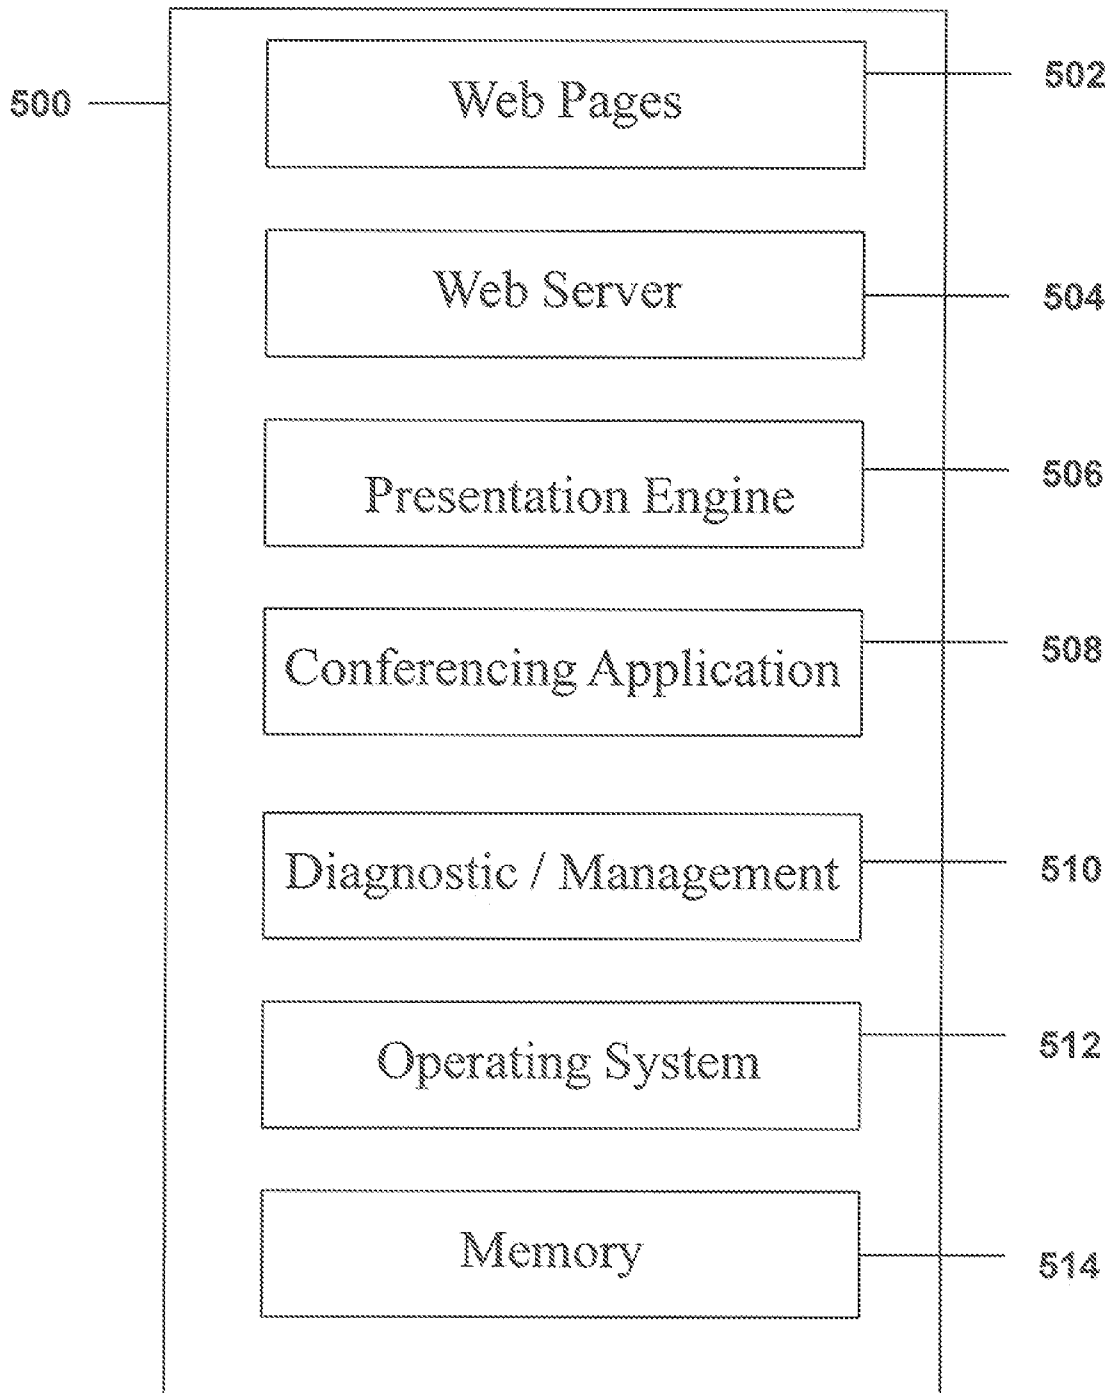 502
Web Pages
500
Web Server
504
506
Presentation Engine
508
Conferencing Application
510
Diagnostic / Management
512
Operating System
Memory
514